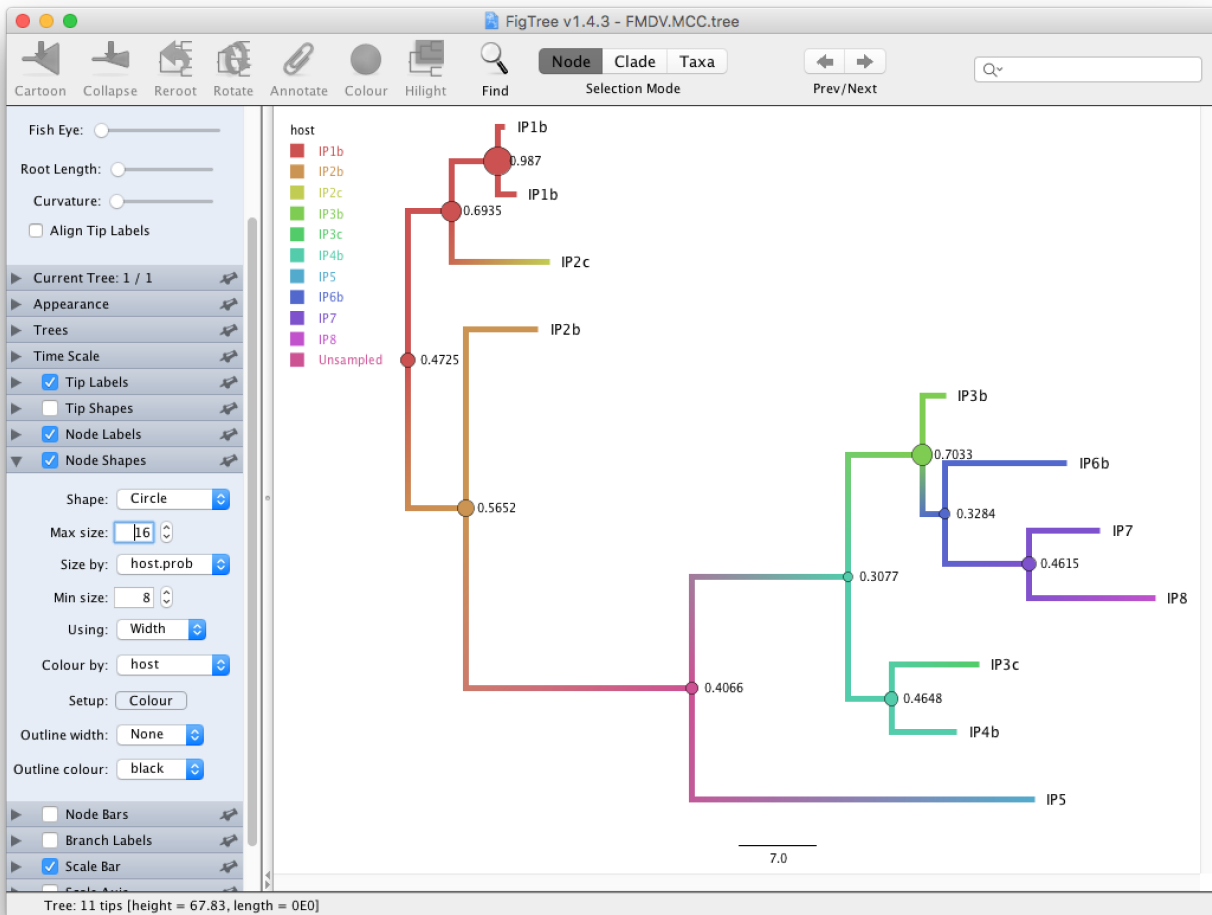 FigTree v1.4.3 - FMDV.MCC.tree
Cartoon Collapse Reroot Rotate Annotate Colour Hilight Find
Node Clade Taxa
Selection Mode
Prev/Next
Fish Eye:
Root Length:
Curvature:
Align Tip Labels
Current Tree: 1 / 1
Appearance
Trees
Time Scale
Tip Labels
Tip Shapes
Node Labels
Node Shapes
Shape: Circle
Max size: 16
Size by: host.prob
Min size: 8
Using: Width
Colour by: host
Setup: Colour
Outline width: None
Outline colour: black
Node Bars
Branch Labels
Scale Bar
Scale Axis
host
IP1b
IP2b
IP2c
IP3b
IP3c
IP4b
IP5
IP6b
IP7
IP8
Unsampled
IP1b
0.987
IP1b
0.6935
IP2c
IP2b
0.4725
IP3b
0.7033
IP6b
0.5652
0.3284
IP7
0.4615
0.3077
IP8
IP3c
0.4066
0.4648
IP4b
IP5
7.0
Tree: 11 tips [height = 67.83, length = 0E0]